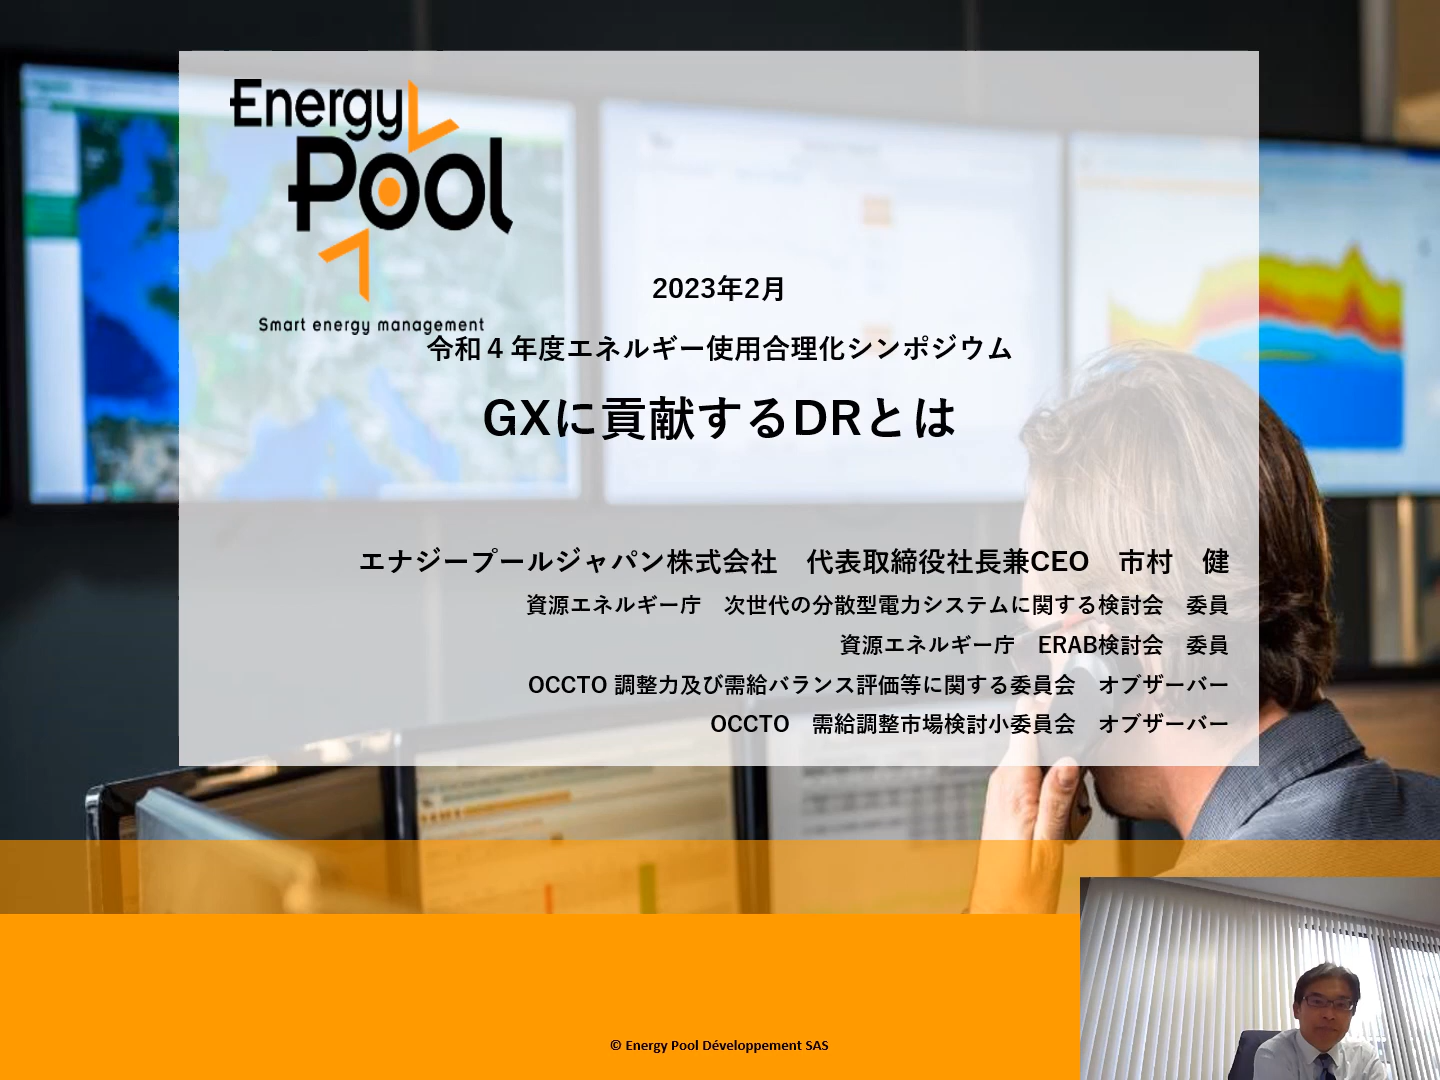 Energy
Pool
Smart energy management
2023年2月
令和４年度エネルギー使用合理化シンポジウム
GXに貢献するDRとは
エナジープールジャパン株式会社　代表取締役社長兼CEO　市村　健
資源エネルギー庁　次世代の分散型電力システムに関する検討会　委員
資源エネルギー庁　ERAB検討会　委員
OCCTO 調整力及び需給バランス評価等に関する委員会　オブザーバー
OCCTO　需給調整市場検討小委員会　オブザーバー
© Energy Pool Développement SAS